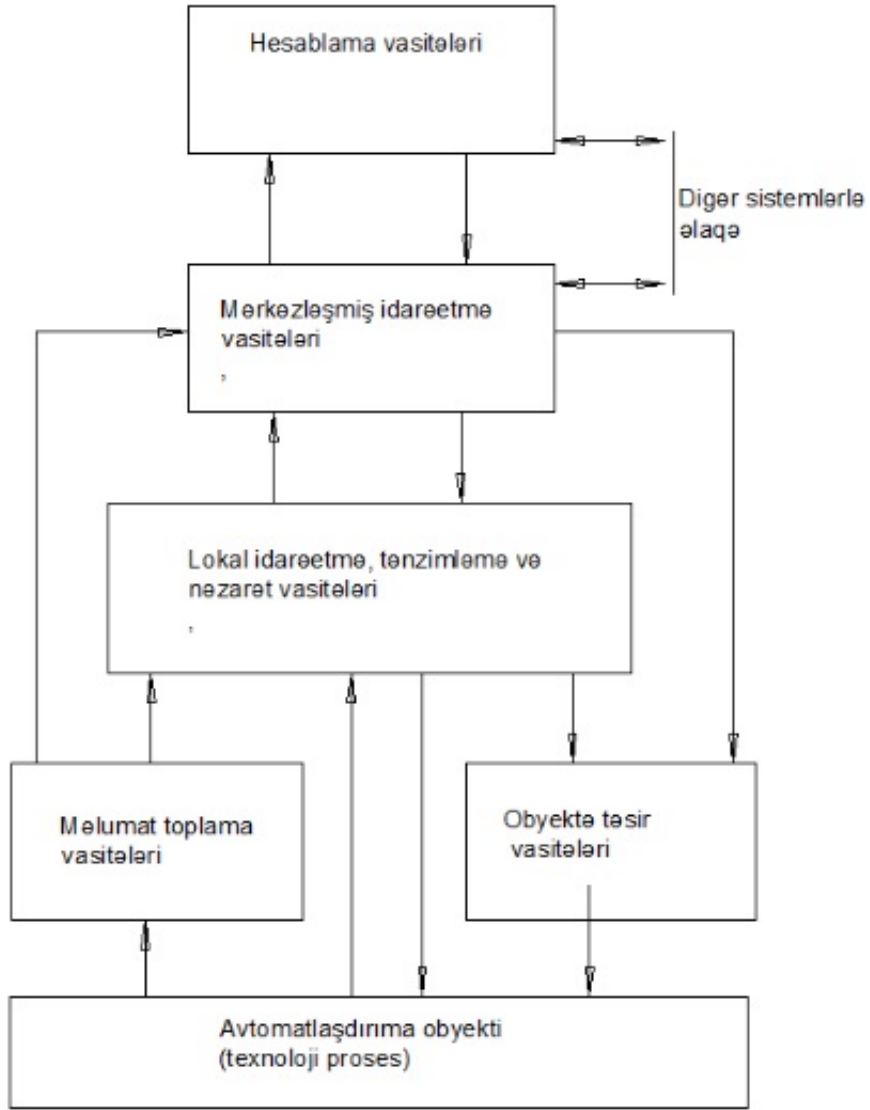 Hesablama vasitələri
Digər sistemlərlə
əlaqə
Mərkəzləşmiş idarəetmə
vasitələri
,
Lokal idarəetmə, tənzimləmə və
nəzarət vasitələri
,
Məlumat toplama
vasitələri
Obyektə təsir
vasitələri
Avtomatlaşdırıma obyekti
(texnoloji proses)